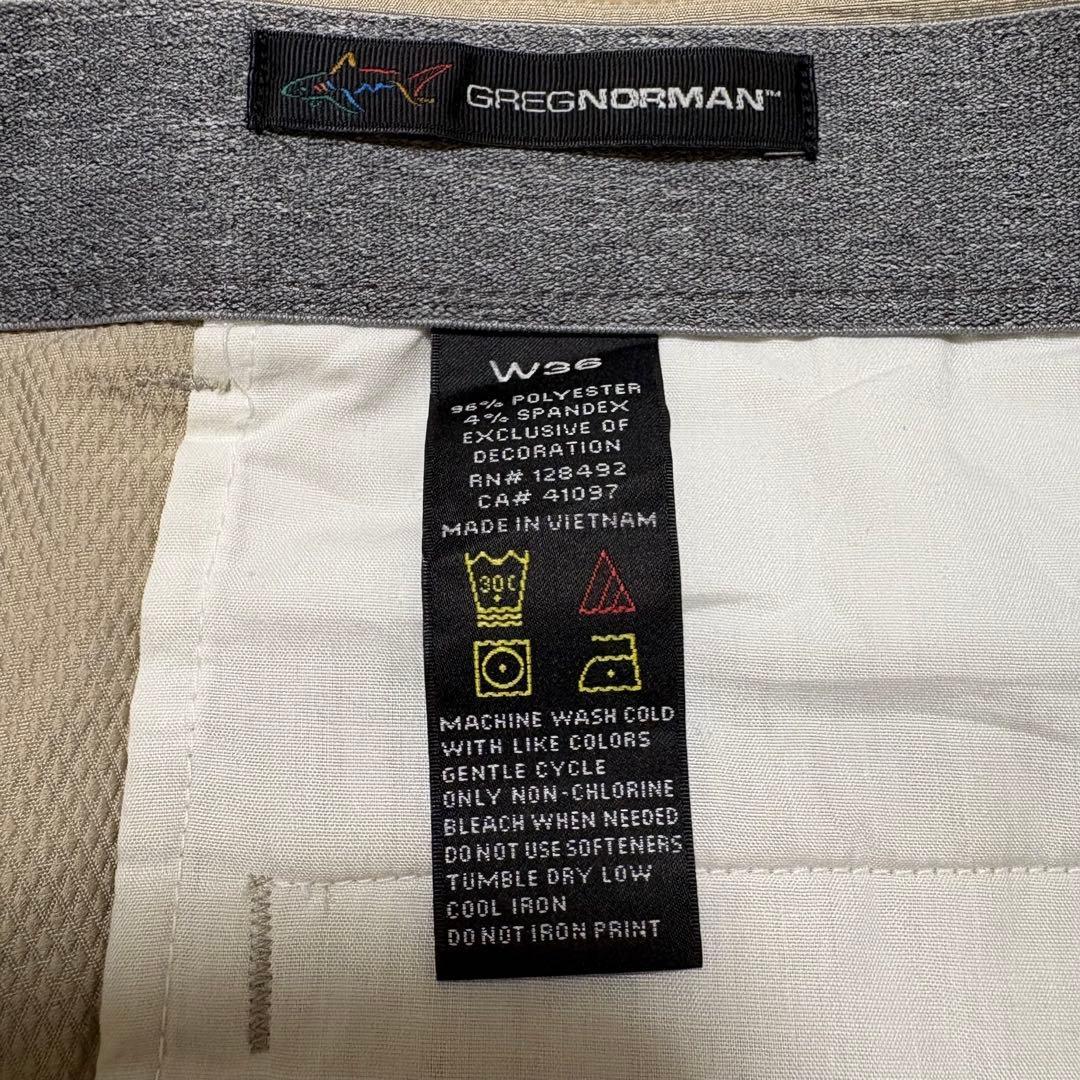 GREGNORMAN™
W36
96% POLYESTER
4% SPANDEX
EXCLUSIVE OF
DECORATION
RN# 128492
CA# 41097
MADE IN VIETNAM
30C
MACHINE WASH COLD
WITH LIKE COLORS
GENTLE CYCLE
ONLY NON-CHLORINE
BLEACH WHEN NEEDED
DO NOT USE SOFTENERS
TUMBLE DRY LOW
COOL IRON
DO NOT IRON PRINT